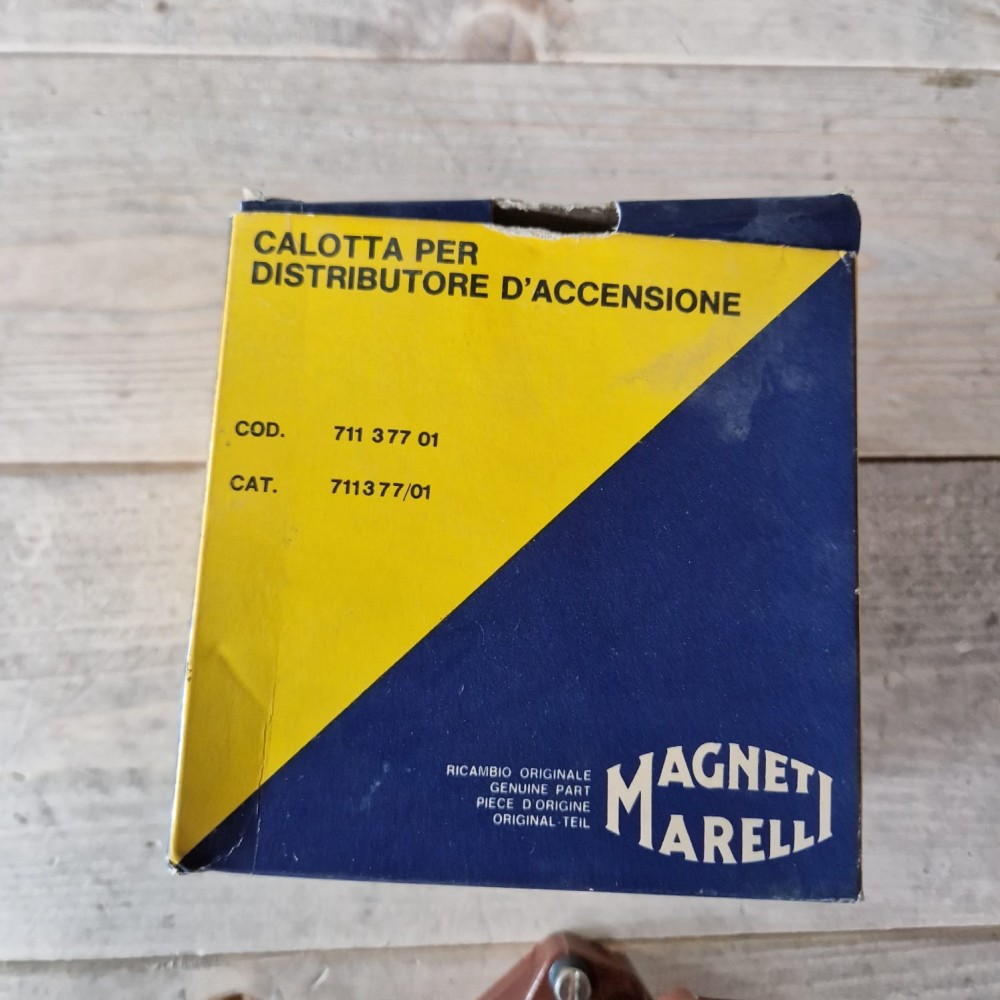 CALOTTA PER
DISTRIBUTORE D'ACCENSIONE
COD. 711 377 01
CAT. 711377/01
RICAMBIO ORIGINALE
GENUINE PART
PIECE D'ORIGINE
ORIGINAL-TEIL
MAGNETI
MARELLI